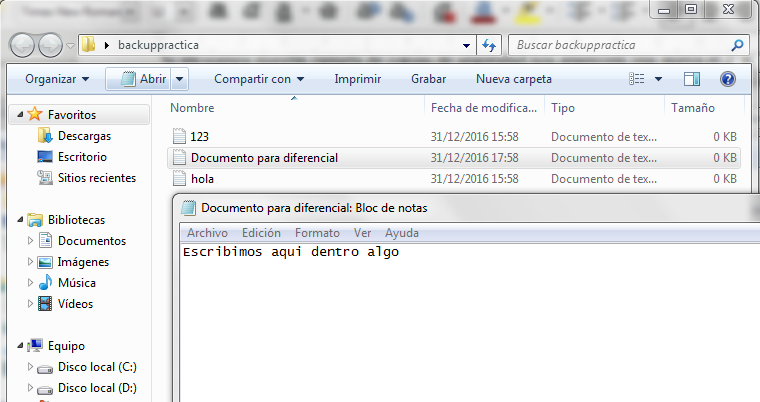 backuppractica
Buscar backuppractica
Organizar
Abrir
Compartir con
Imprimir
Grabar
Nueva carpeta
Favoritos
Descargas
Escritorio
Sitios recientes
Bibliotecas
Documentos
Imágenes
Música
Vídeos
Equipo
Disco local (C:)
Disco local (D:)
Nombre Fecha de modifica... Tipo Tamaño
123 31/12/2016 15:58 Documento de tex... 0 KB
Documento para diferencial 31/12/2016 17:58 Documento de tex... 0 KB
hola 31/12/2016 15:58 Documento de tex... 0 KB
Documento para diferencial: Bloc de notas
Archivo Edición Formato Ver Ayuda
Escribimos aqui dentro algo